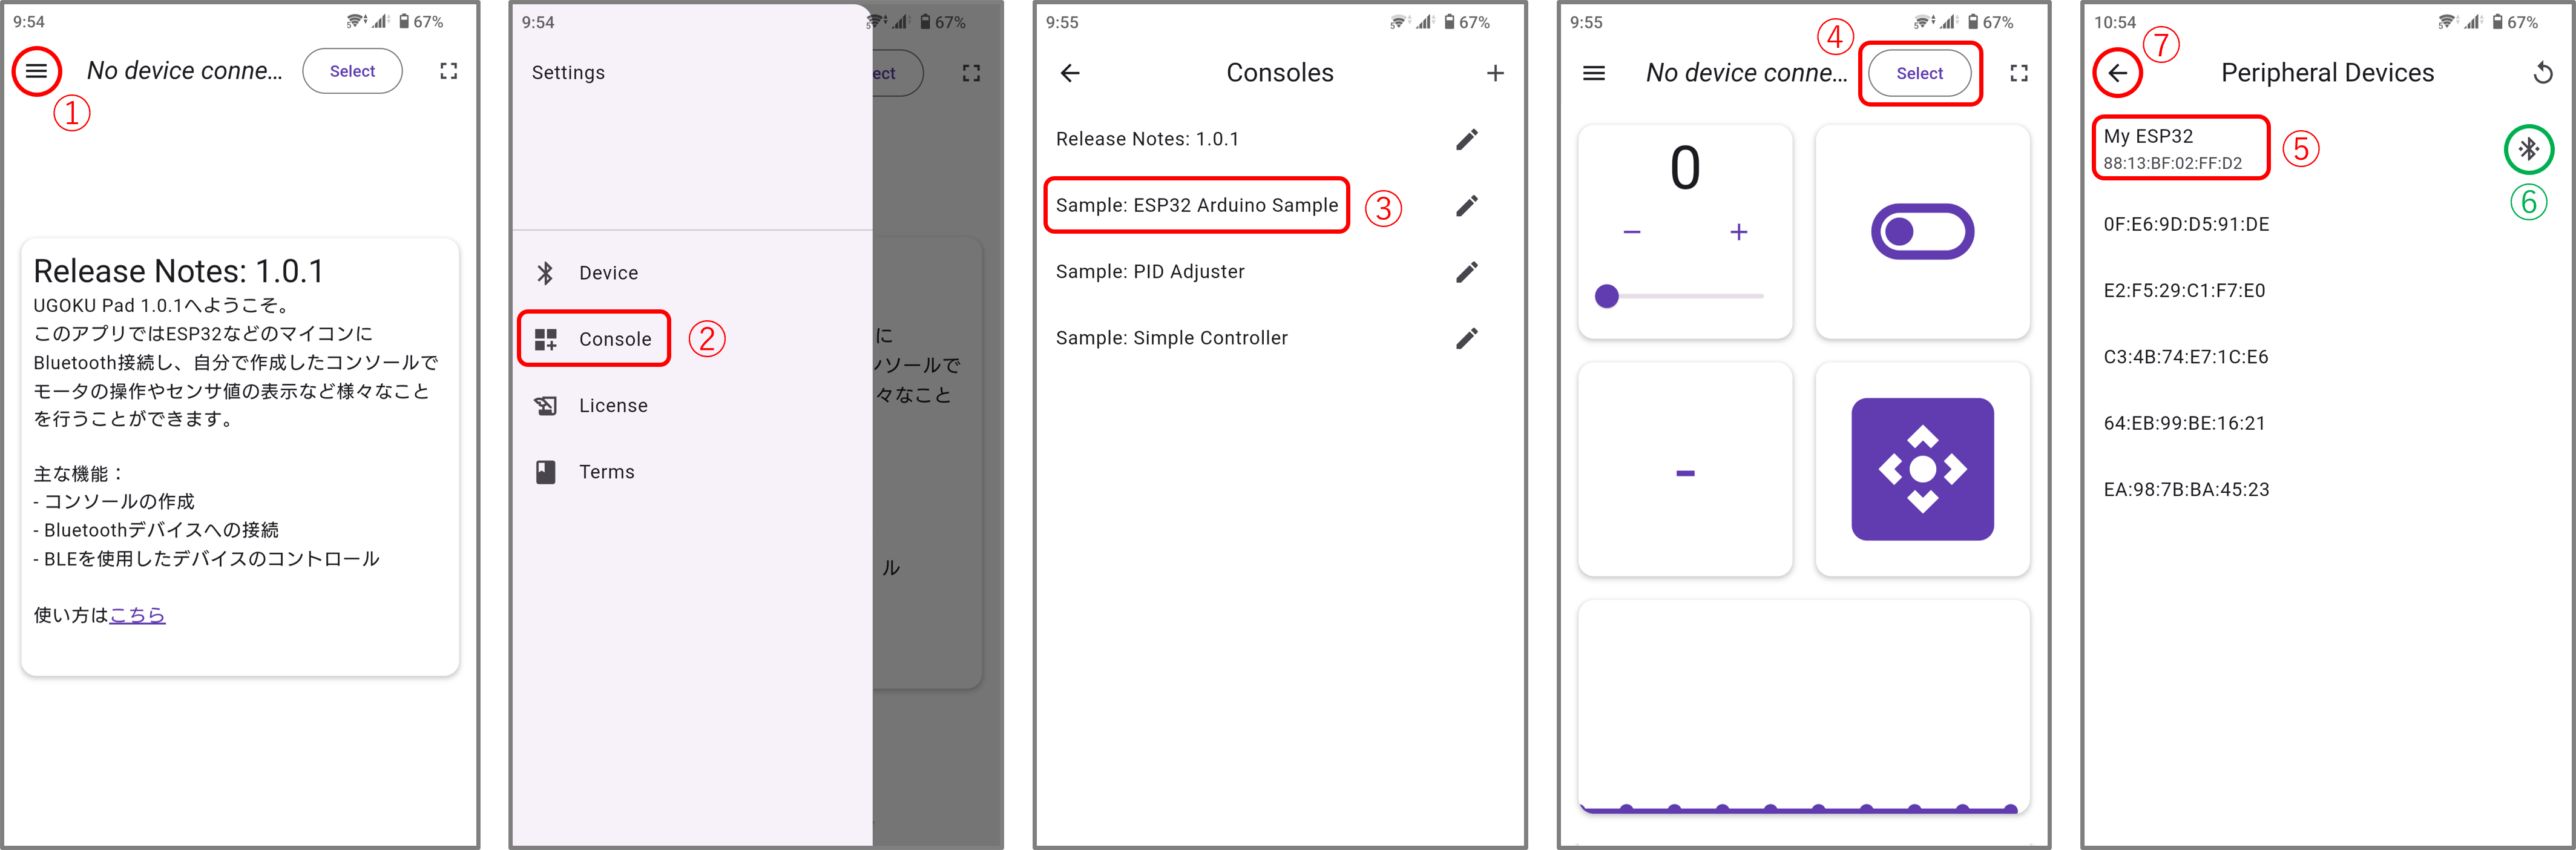 9:54
67%
No device conne...
Select
①
Release Notes: 1.0.1
UGOKU Pad 1.0.1へようこそ。
このアプリではESP32などのマイコンに
Bluetooth接続し、自分で作成したコンソールで
モータの操作やセンサ値の表示など様々なこと
を行うことができます。
主な機能：
- コンソールの作成
- Bluetoothデバイスへの接続
- BLEを使用したデバイスのコントロール
使い方はこちら
9:54
67%
Settings
ect
Device
Console
②
License
Terms
に
ソールで
々なこと
ル
9:55
67%
Consoles
Release Notes: 1.0.1
Sample: ESP32 Arduino Sample
③
Sample: PID Adjuster
Sample: Simple Controller
9:55
67%
④
No device conne...
Select
0
- +
-
10:54
67%
⑦
Peripheral Devices
My ESP32
88:13:BF:02:FF:D2
⑤
⑥
0F:E6:9D:D5:91:DE
E2:F5:29:C1:F7:E0
C3:4B:74:E7:1C:E6
64:EB:99:BE:16:21
EA:98:7B:BA:45:23